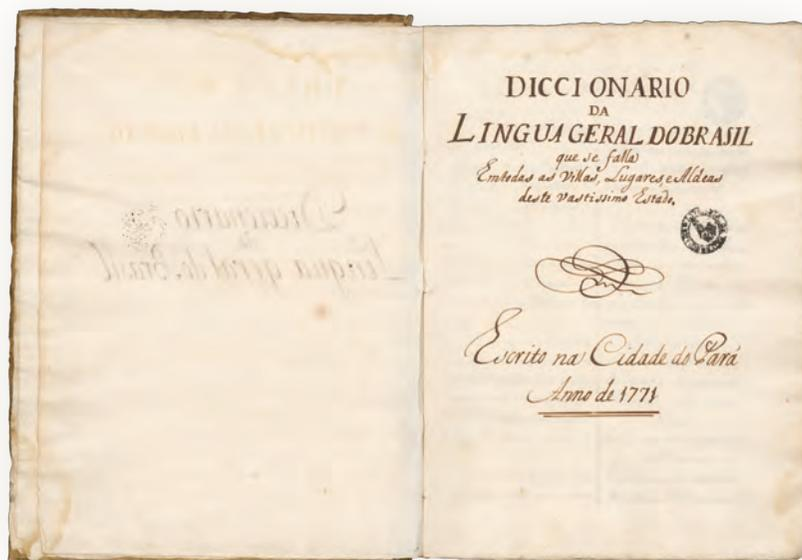 DICCIONARIO
DA
LINGUA GERAL DO BRASIL
que se falla
Em todas as Villas, Lugares, e Aldeas
deste vastissimo Estado.
Escrito na Cidade do Pará
Anno de 1771